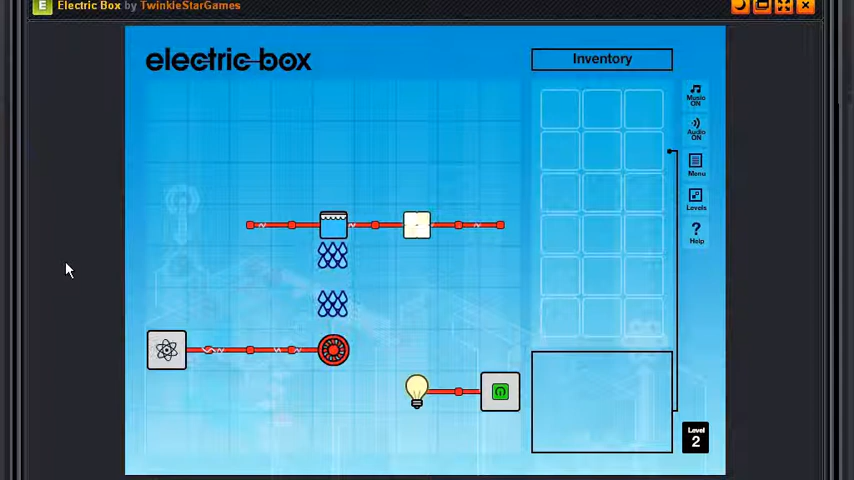 E Electric Box by TwinkleStarGames
electric box
Inventory
Music
ON
Audio
ON
Menu
Levels
?
Help
Level
2